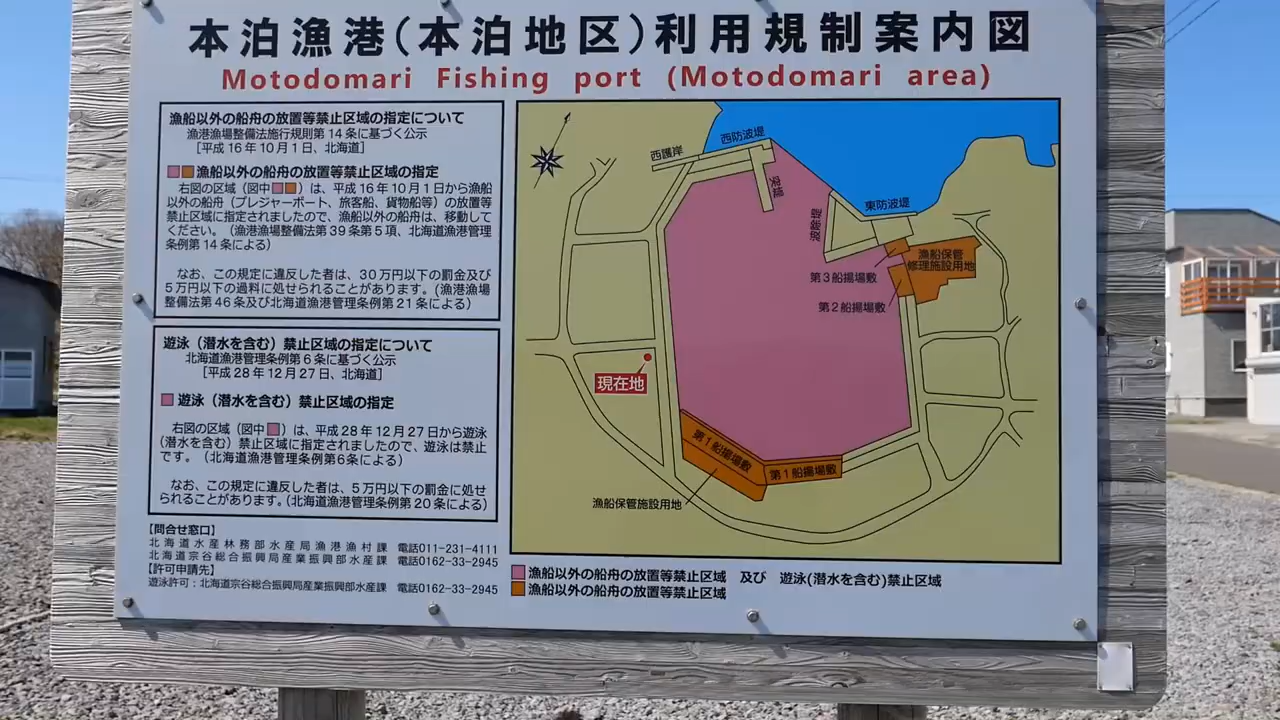 本泊漁港(本泊地区)利用規制案内図
Motodomari Fishing port (Motodomari area)
漁船以外の船舟の放置等禁止区域の指定について
漁港漁場整備法施行規則第14条に基づく公示
[平成16年10月1日、北海道]
漁船以外の船舟の放置等禁止区域の指定
右図の区域(図中 )は、平成16年10月1日から漁船
以外の船舟(プレジャーボート、旅客船、貨物船等)の放置等
禁止区域に指定されましたので、漁船以外の船舟は、移動して
ください。(漁港漁場整備法第39条第5項、北海道漁港管理
条例第14条による)
なお、この規定に違反した者は、30万円以下の罰金及び
5万円以下の過料に処せられることがあります。(漁港漁場
整備法第46条及び北海道漁港管理条例第21条による)
遊泳(潜水を含む)禁止区域の指定について
北海道漁港管理条例第6条に基づく公示
[平成28年12月27日、北海道]
遊泳(潜水を含む)禁止区域の指定
右図の区域(図中 )は、平成28年12月27日から遊泳
(潜水を含む)禁止区域に指定されましたので、遊泳は禁止
です。(北海道漁港管理条例第6条による)
なお、この規定に違反した者は、5万円以下の罰金に処せ
られることがあります。(北海道漁港管理条例第20条による)
【問合せ窓口】
北海道水産林務部水産局漁港漁村課 電話011-231-4111
北海道宗谷総合振興局産業振興部水産課 電話0162-33-2945
【許可申請先】
遊泳許可:北海道宗谷総合振興局産業振興部水産課 電話0162-33-2945
西護岸
西防波堤
突堤
波除堤
東防波堤
漁船保管
修理施設用地
第3船揚場敷
第2船揚場敷
現在地
第1船揚場敷
第1船揚場敷
漁船保管施設用地
漁船以外の船舟の放置等禁止区域 及び 遊泳(潜水を含む)禁止区域
漁船以外の船舟の放置等禁止区域